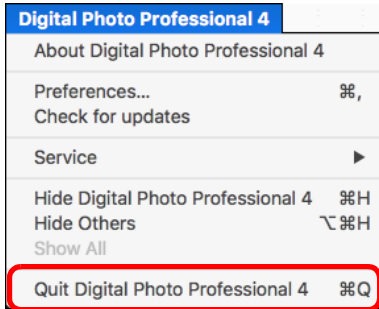 Digital Photo Professional 4
About Digital Photo Professional 4
Preferences... ⌘,
Check for updates
Service ▶
Hide Digital Photo Professional 4 ⌘H
Hide Others ⌥⌘H
Show All
Quit Digital Photo Professional 4 ⌘Q